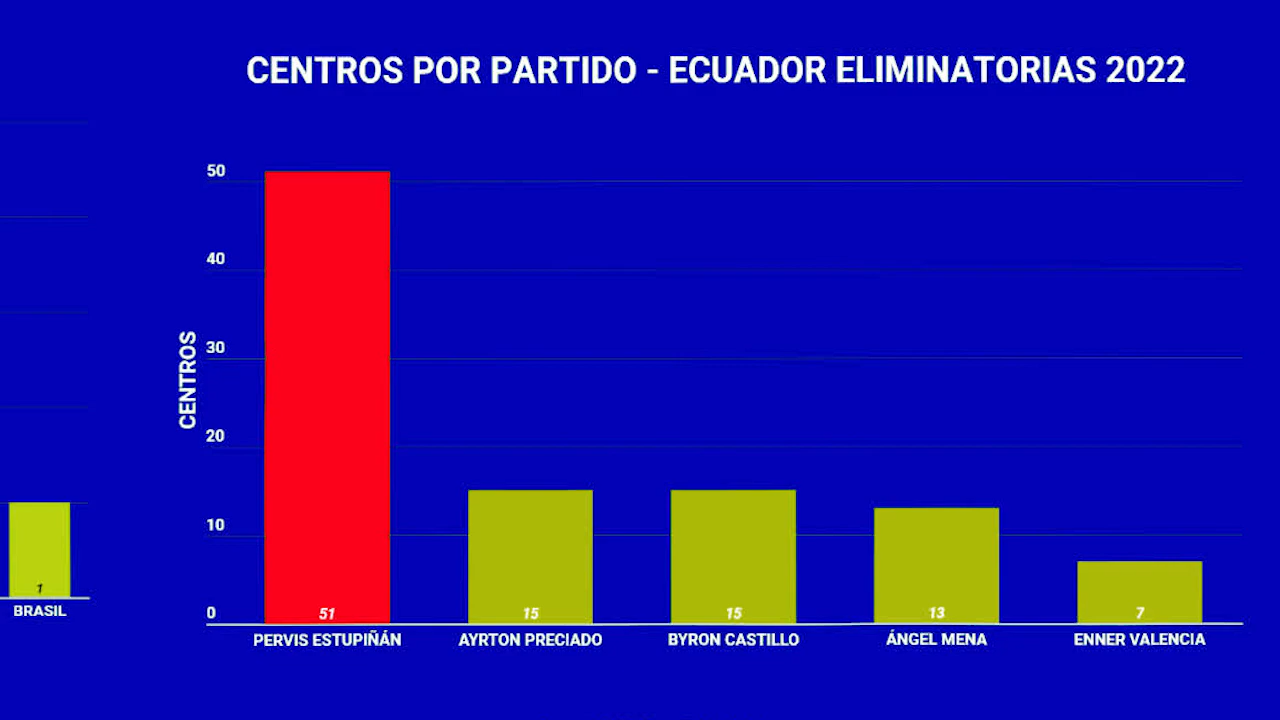 CENTROS POR PARTIDO - ECUADOR ELIMINATORIAS 2022
50
40
30
20
10
0
CENTROS
51
15
15
13
7
PERVIS ESTUPIÑÁN
AYRTON PRECIADO
BYRON CASTILLO
ÁNGEL MENA
ENNER VALENCIA
1
BRASIL